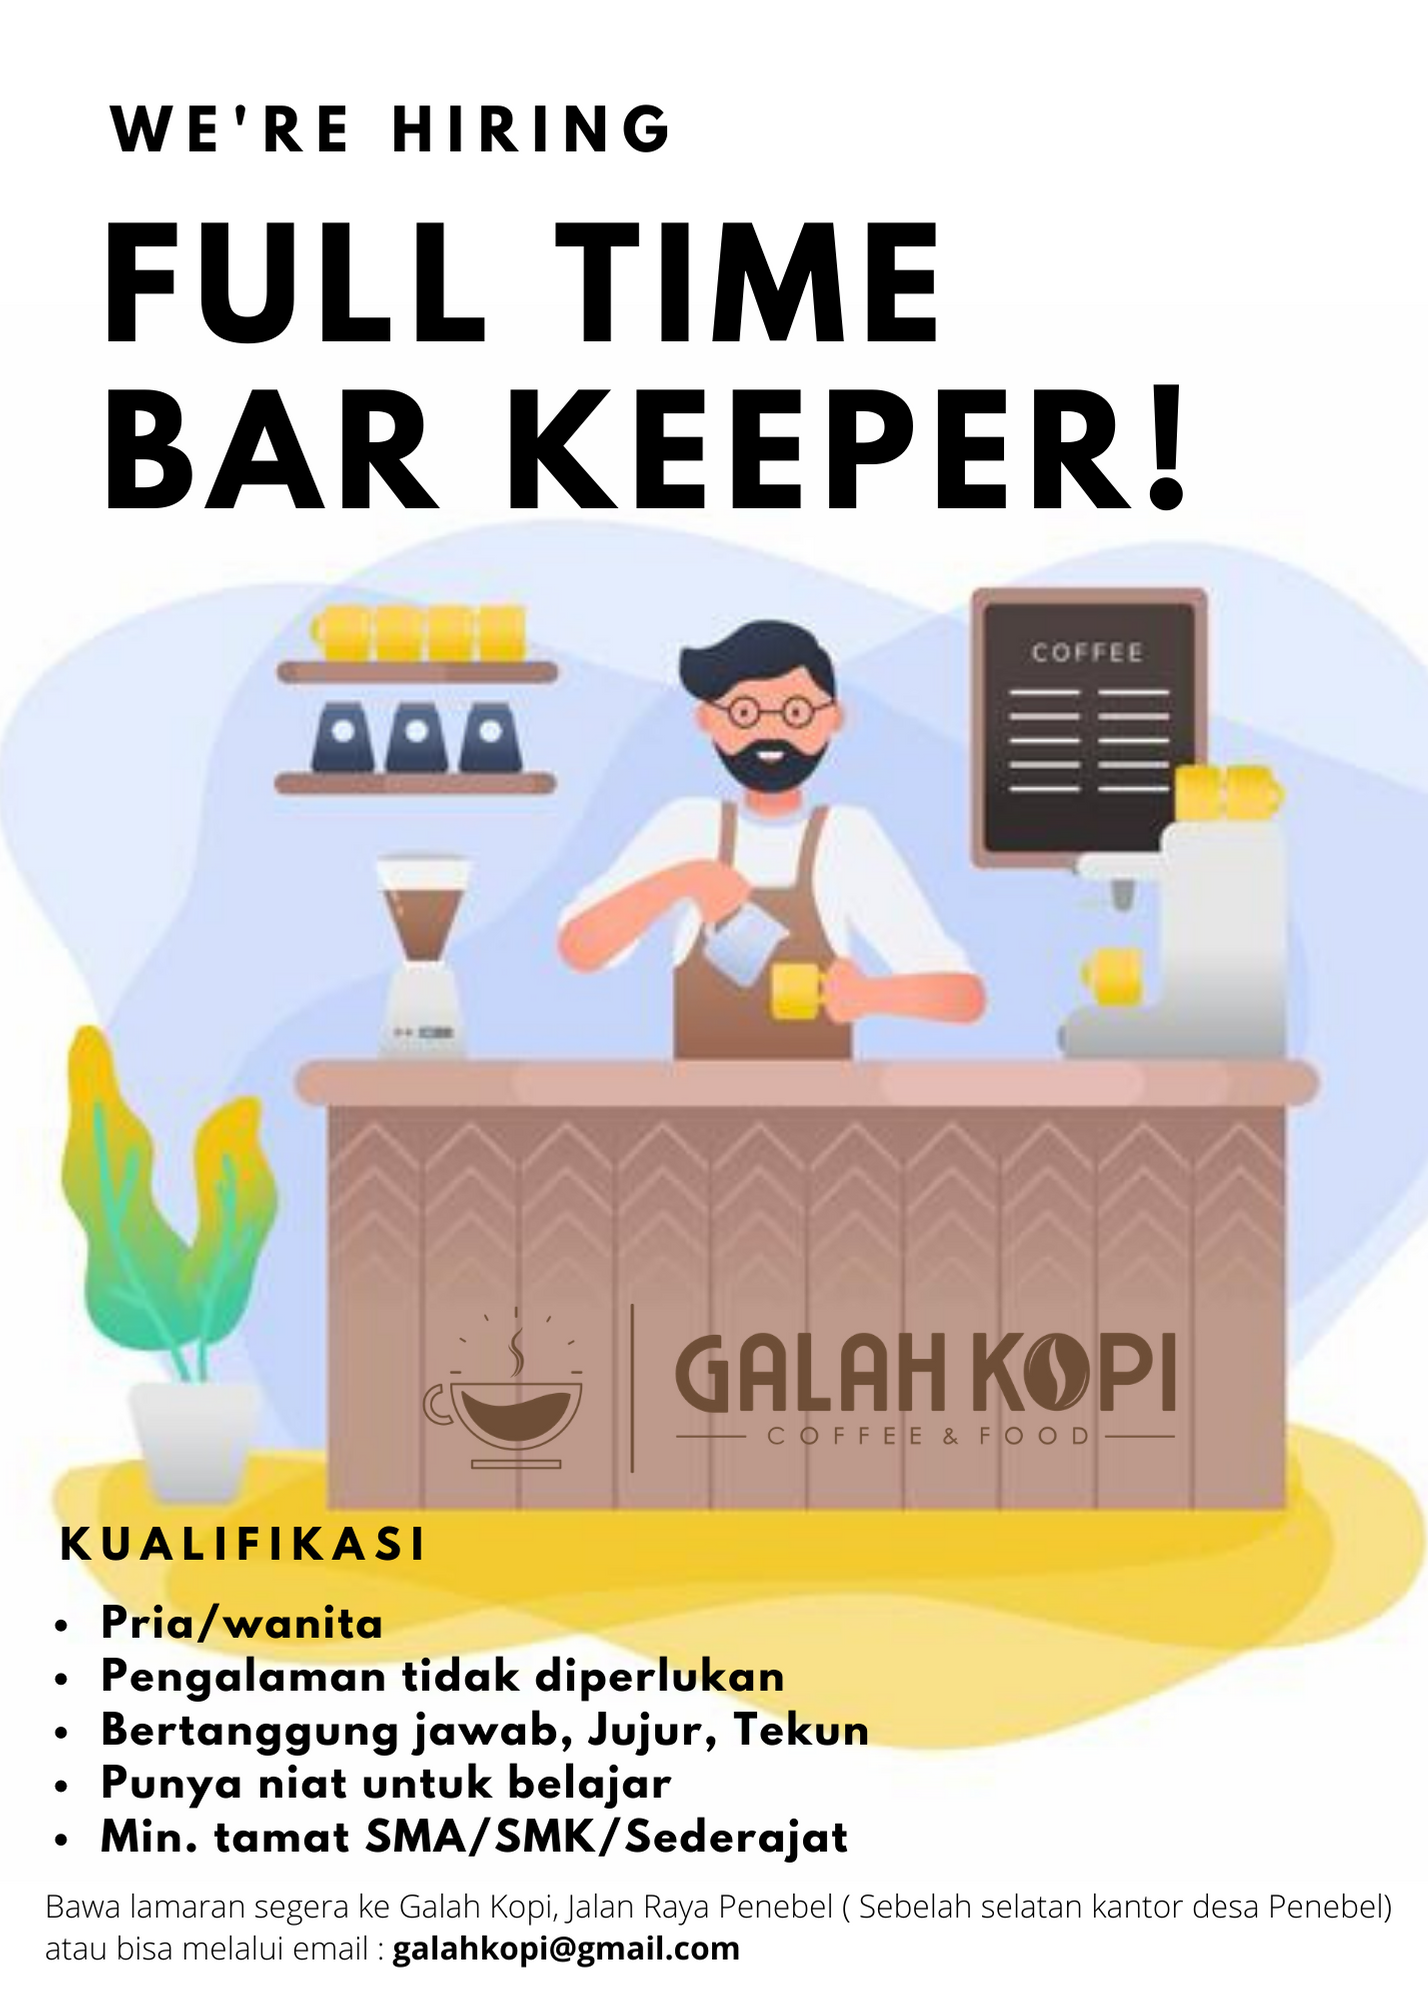 WE'RE HIRING
FULL TIME
BAR KEEPER!
COFFEE
GALAH KOPI
COFFEE & FOOD
KUALIFIKASI
• Pria/wanita
• Pengalaman tidak diperlukan
• Bertanggung jawab, Jujur, Tekun
• Punya niat untuk belajar
• Min. tamat SMA/SMK/Sederajat
Bawa lamaran segera ke Galah Kopi, Jalan Raya Penebel ( Sebelah selatan kantor desa Penebel)
atau bisa melalui email : galahkopi@gmail.com